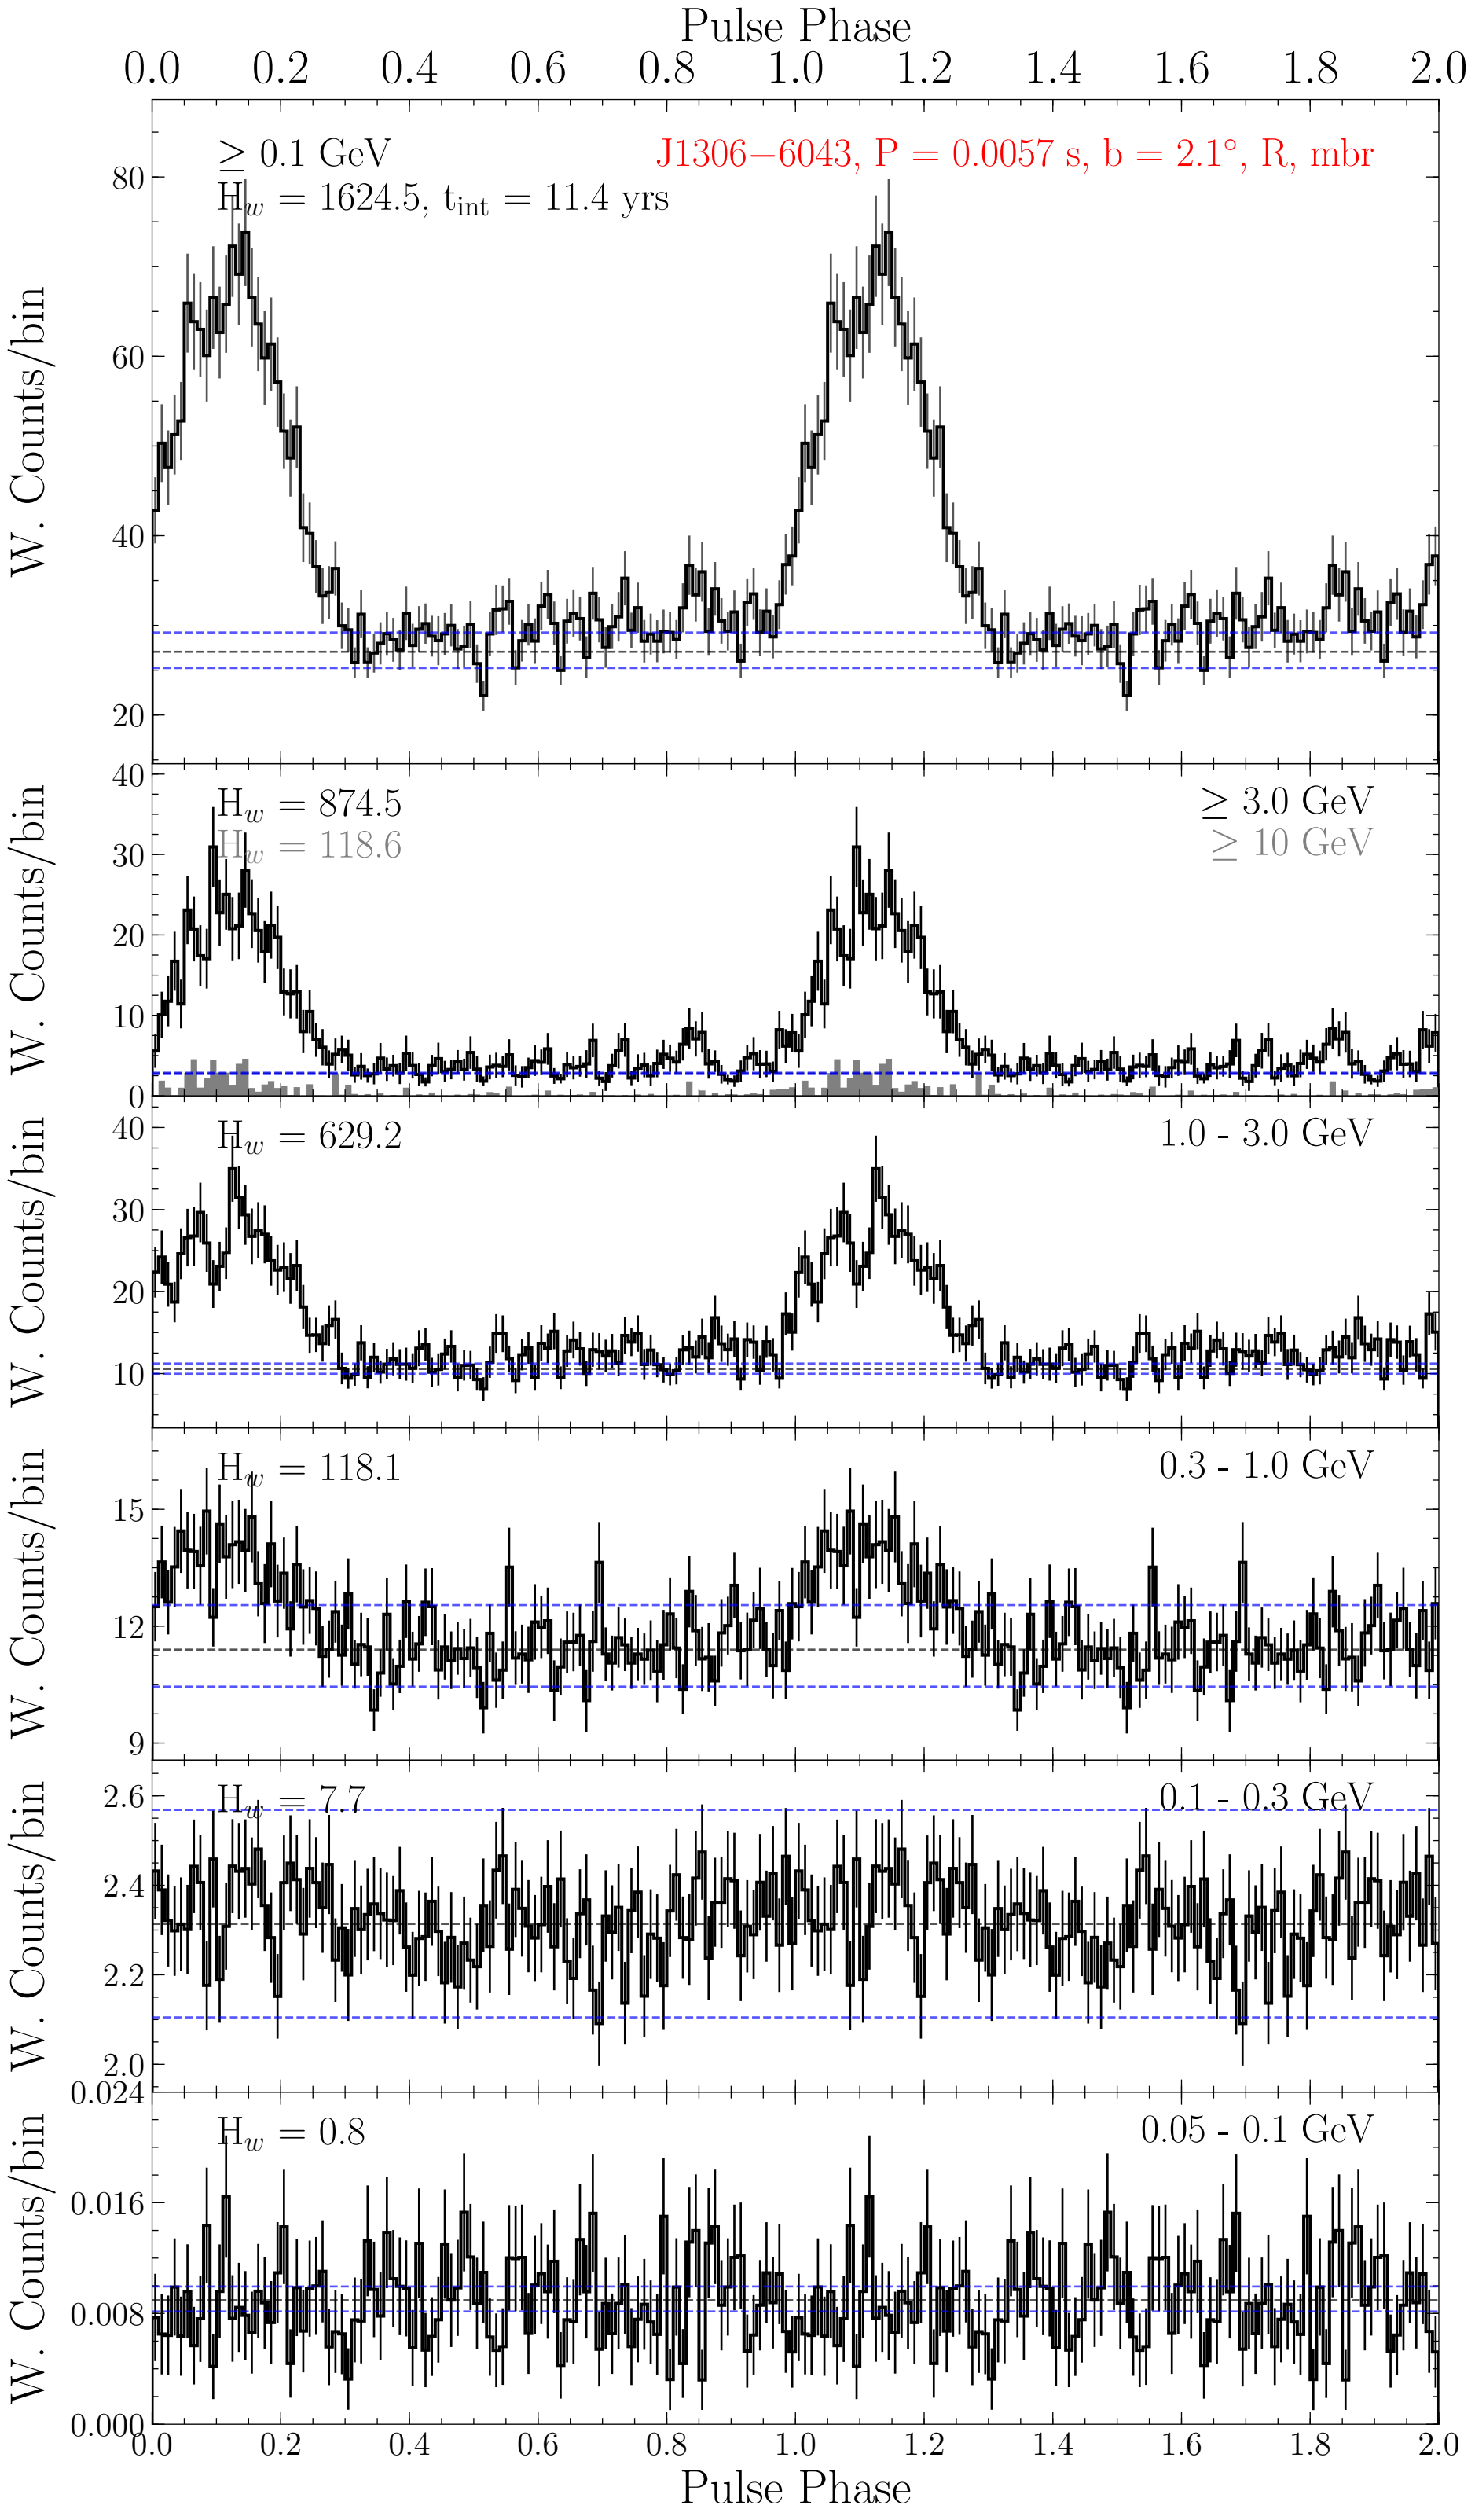 Pulse Phase
0.0 0.2 0.4 0.6 0.8 1.0 1.2 1.4 1.6 1.8 2.0
≥ 0.1 GeV
J1306−6043, P = 0.0057 s, b = 2.1°, R, mbr
H_w = 1624.5, t_int = 11.4 yrs
W. Counts/bin
80
60
40
20
H_w = 874.5
≥ 3.0 GeV
H_w = 118.6
≥ 10 GeV
W. Counts/bin
40
30
20
10
0
H_w = 629.2
1.0 - 3.0 GeV
W. Counts/bin
40
30
20
10
H_w = 118.1
0.3 - 1.0 GeV
W. Counts/bin
15
12
9
H_w = 7.7
0.1 - 0.3 GeV
W. Counts/bin
2.6
2.4
2.2
2.0
H_w = 0.8
0.05 - 0.1 GeV
W. Counts/bin
0.024
0.016
0.008
0.000
0.0 0.2 0.4 0.6 0.8 1.0 1.2 1.4 1.6 1.8 2.0
Pulse Phase